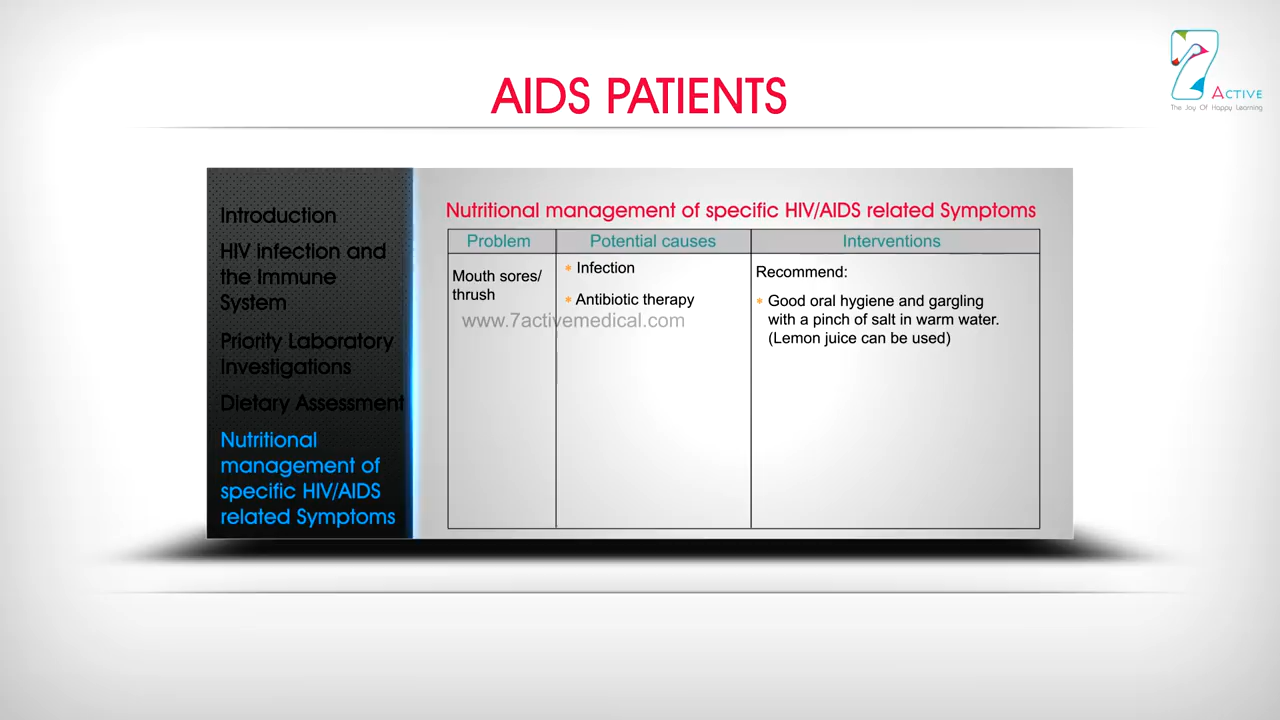 AIDS PATIENTS
7
ACTIVE
The Joy Of Happy Learning
Introduction
HIV infection and
the Immune
System
Priority Laboratory
Investigations
Dietary Assessment
Nutritional
management of
specific HIV/AIDS
related Symptoms
Nutritional management of specific HIV/AIDS related Symptoms
Problem
Potential causes
Interventions
Mouth sores/
thrush
* Infection
* Antibiotic therapy
Recommend:
* Good oral hygiene and gargling
with a pinch of salt in warm water.
(Lemon juice can be used)
www.7activemedical.com